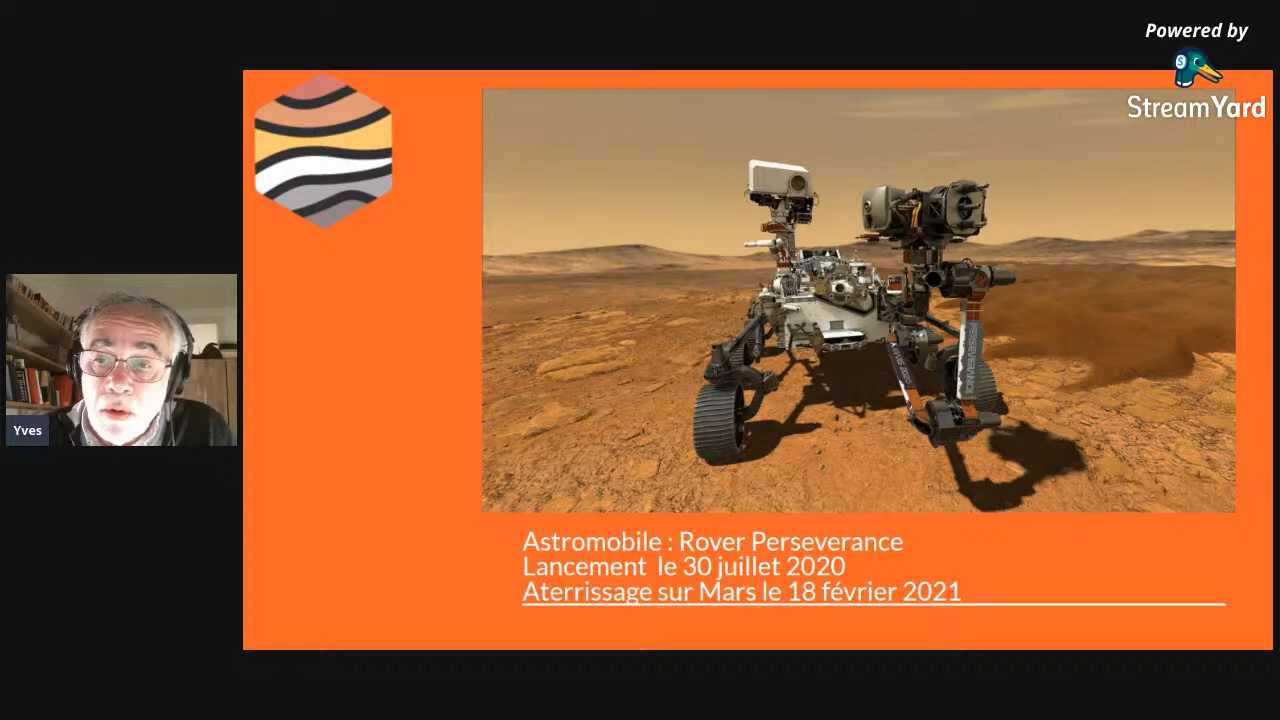 Powered by
StreamYard
Yves
PERSEVERANCE
Astromobile : Rover Perseverance
Lancement le 30 juillet 2020
Aterrissage sur Mars le 18 février 2021